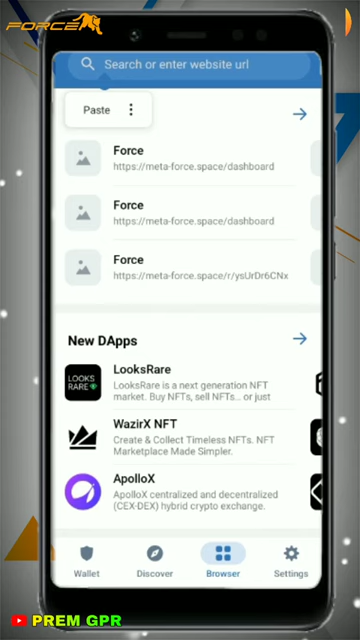 FORCE
Search or enter website url
Paste
Force
https://meta-force.space/dashboard
Force
https://meta-force.space/dashboard
Force
https://meta-force.space/r/ysUrDr6CNx
New DApps
LOOKS
RARE
LooksRare
LooksRare is a next generation NFT
market. Buy NFTs, sell NFTs... or just
WazirX NFT
Create & Collect Timeless NFTs. NFT
Marketplace Made Simpler.
ApolloX
ApolloX centralized and decentralized
(CEX-DEX) hybrid crypto exchange.
Wallet
Discover
Browser
Settings
PREM GPR